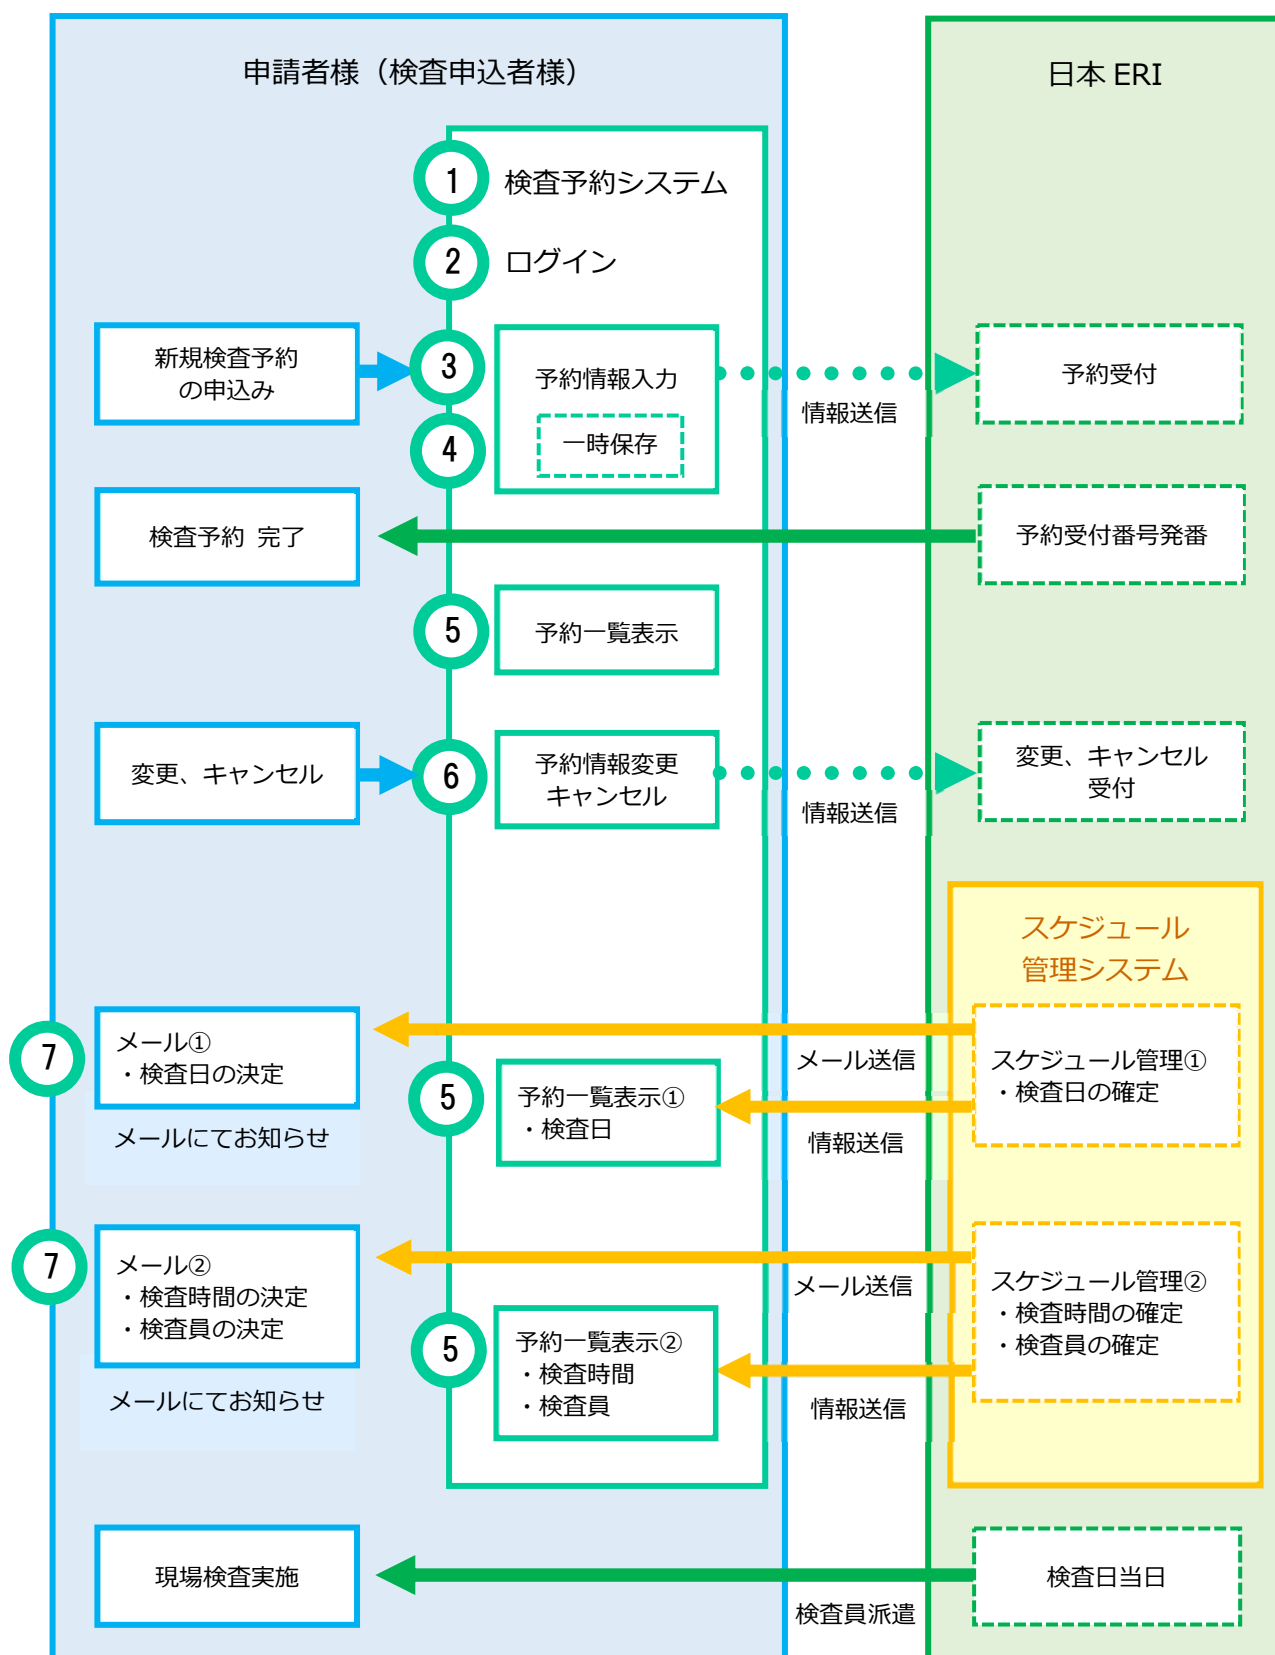 申請者様（検査申込者様）
日本 ERI
1
検査予約システム
2
ログイン
新規検査予約
の申込み
3
予約情報入力
情報送信
予約受付
4
一時保存
検査予約 完了
予約受付番号発番
5
予約一覧表示
変更、キャンセル
6
予約情報変更
キャンセル
情報送信
変更、キャンセル
受付
スケジュール
管理システム
7
メール①
・検査日の決定
メールにてお知らせ
メール送信
5
予約一覧表示①
・検査日
情報送信
スケジュール管理①
・検査日の確定
7
メール②
・検査時間の決定
・検査員の決定
メールにてお知らせ
メール送信
5
予約一覧表示②
・検査時間
・検査員
情報送信
スケジュール管理②
・検査時間の確定
・検査員の確定
現場検査実施
検査員派遣
検査日当日